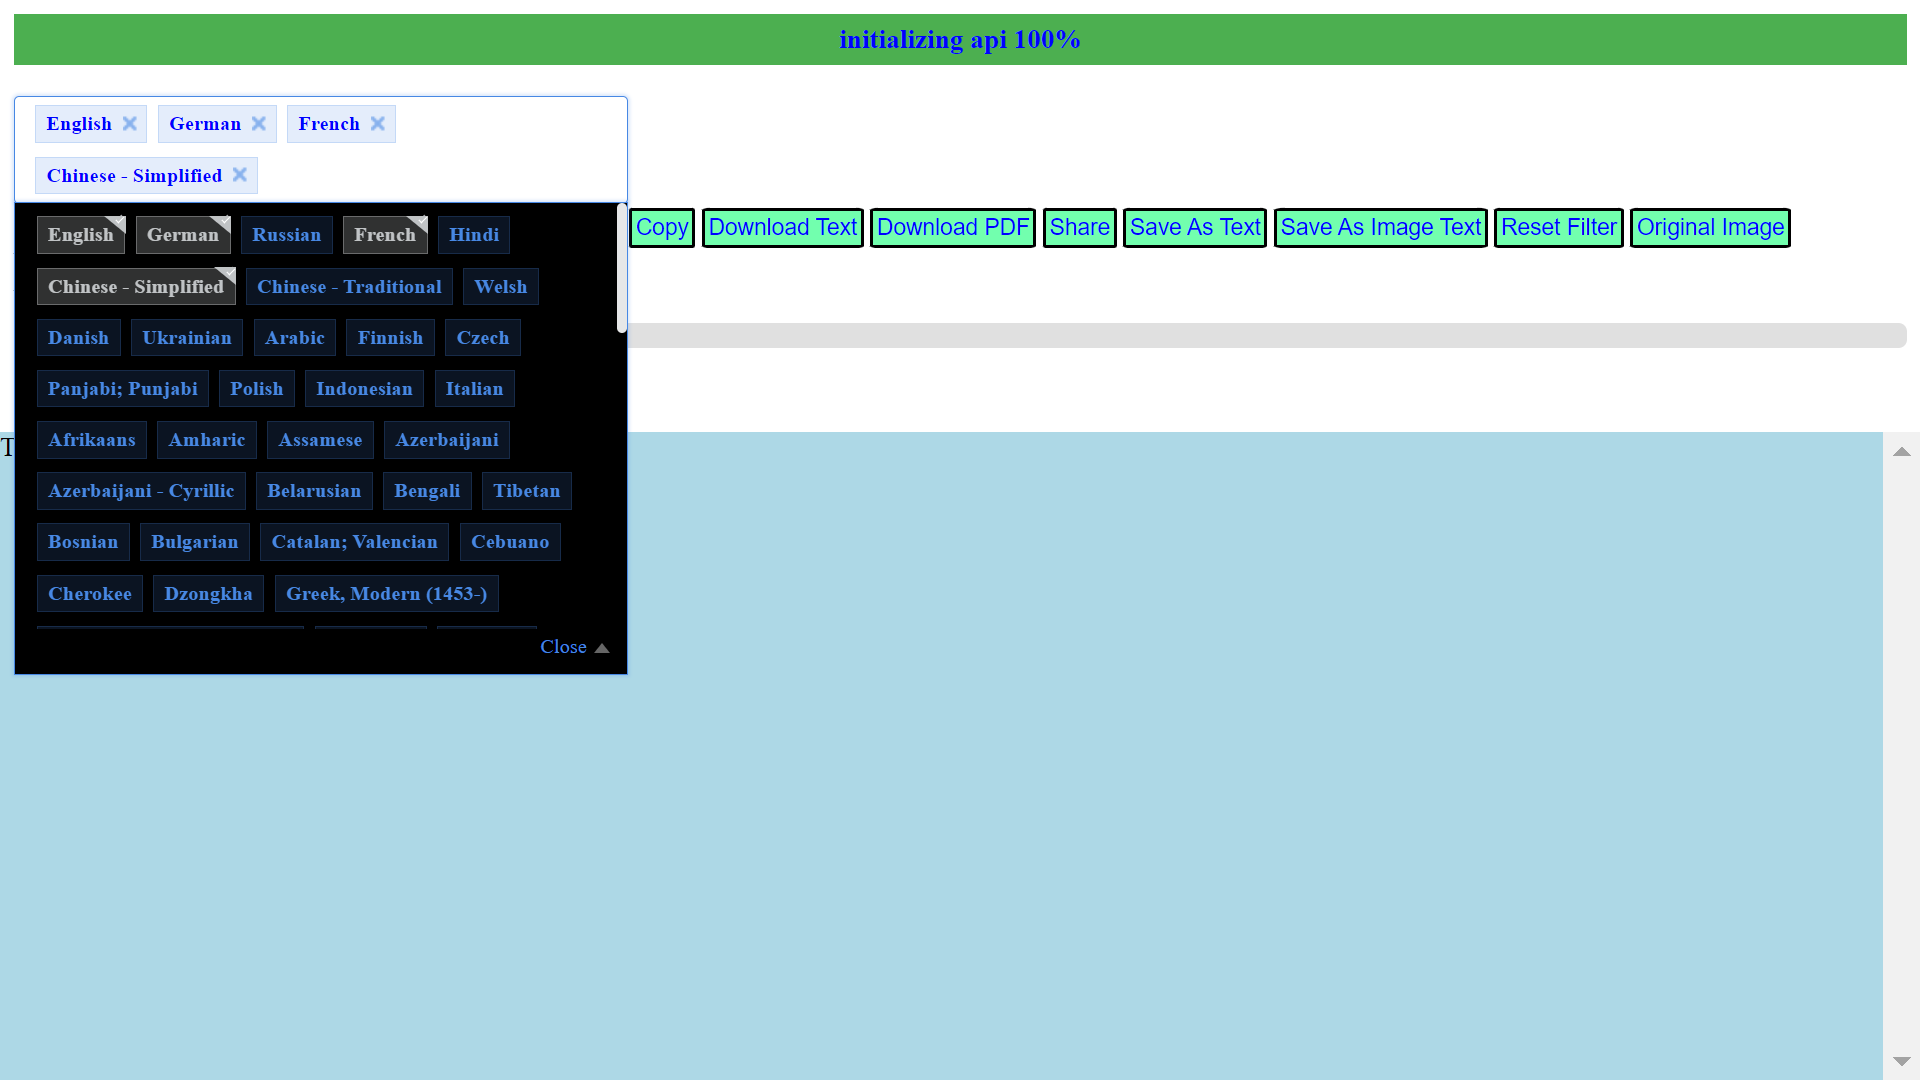 initializing api 100%
English German French
Chinese - Simplified
English German Russian French Hindi
Copy Download Text Download PDF Share Save As Text Save As Image Text Reset Filter Original Image
Chinese - Simplified Chinese - Traditional Welsh
Danish Ukrainian Arabic Finnish Czech
Panjabi; Punjabi Polish Indonesian Italian
Afrikaans Amharic Assamese Azerbaijani
T
Azerbaijani - Cyrillic Belarusian Bengali Tibetan
Bosnian Bulgarian Catalan; Valencian Cebuano
Cherokee Dzongkha Greek, Modern (1453-)
Close